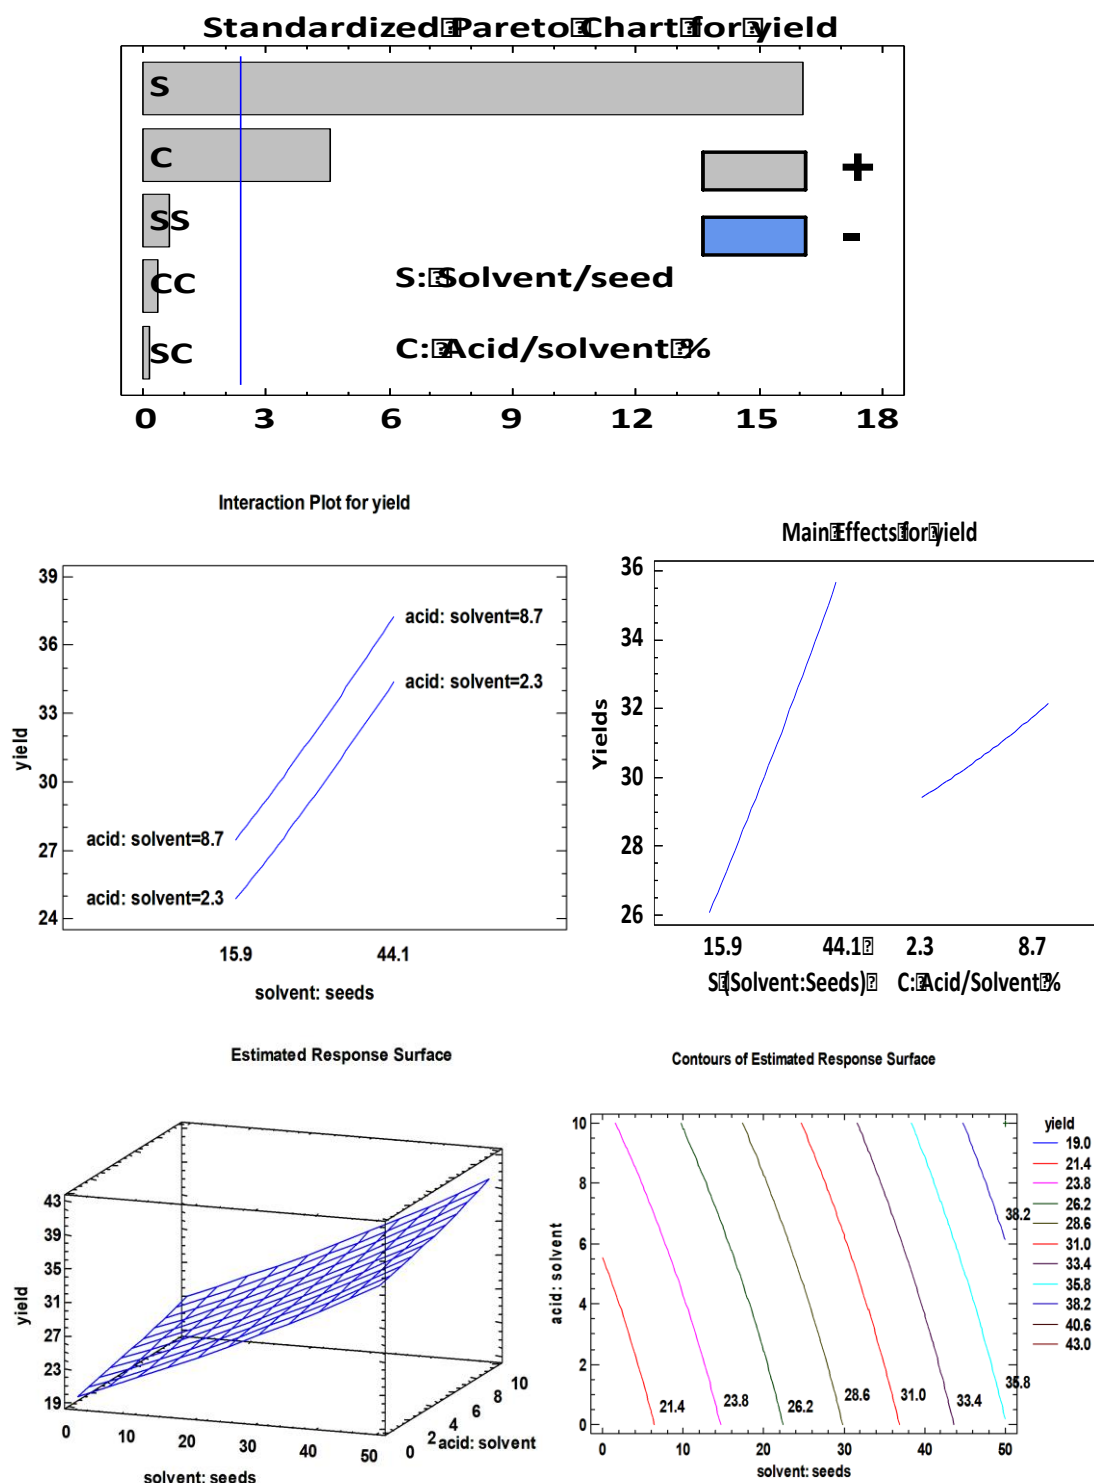 Standardized Pareto Chart for yield
S
C
SS
CC
SC
+
-
S: Solvent/seed
C: Acid/solvent %
0 3 6 9 12 15 18
Interaction Plot for yield
yield
39
36
33
30
27
24
acid: solvent=8.7
acid: solvent=2.3
acid: solvent=8.7
acid: solvent=2.3
15.9 44.1
solvent: seeds
Main Effects for yield
Yields
36
34
32
30
28
26
15.9 44.1 2.3 8.7
S (Solvent:Seeds) C: Acid/Solvent %
Estimated Response Surface
yield
43
39
35
31
27
23
19
0 10 20 30 40 50
solvent: seeds
0 2 4 6 8 10
acid: solvent
Contours of Estimated Response Surface
acid: solvent
10
8
6
4
2
0
0 10 20 30 40 50
solvent: seeds
21.4 23.8 26.2 28.6 31.0 33.4 35.8
38.2
yield
19.0
21.4
23.8
26.2
28.6
31.0
33.4
35.8
38.2
40.6
43.0